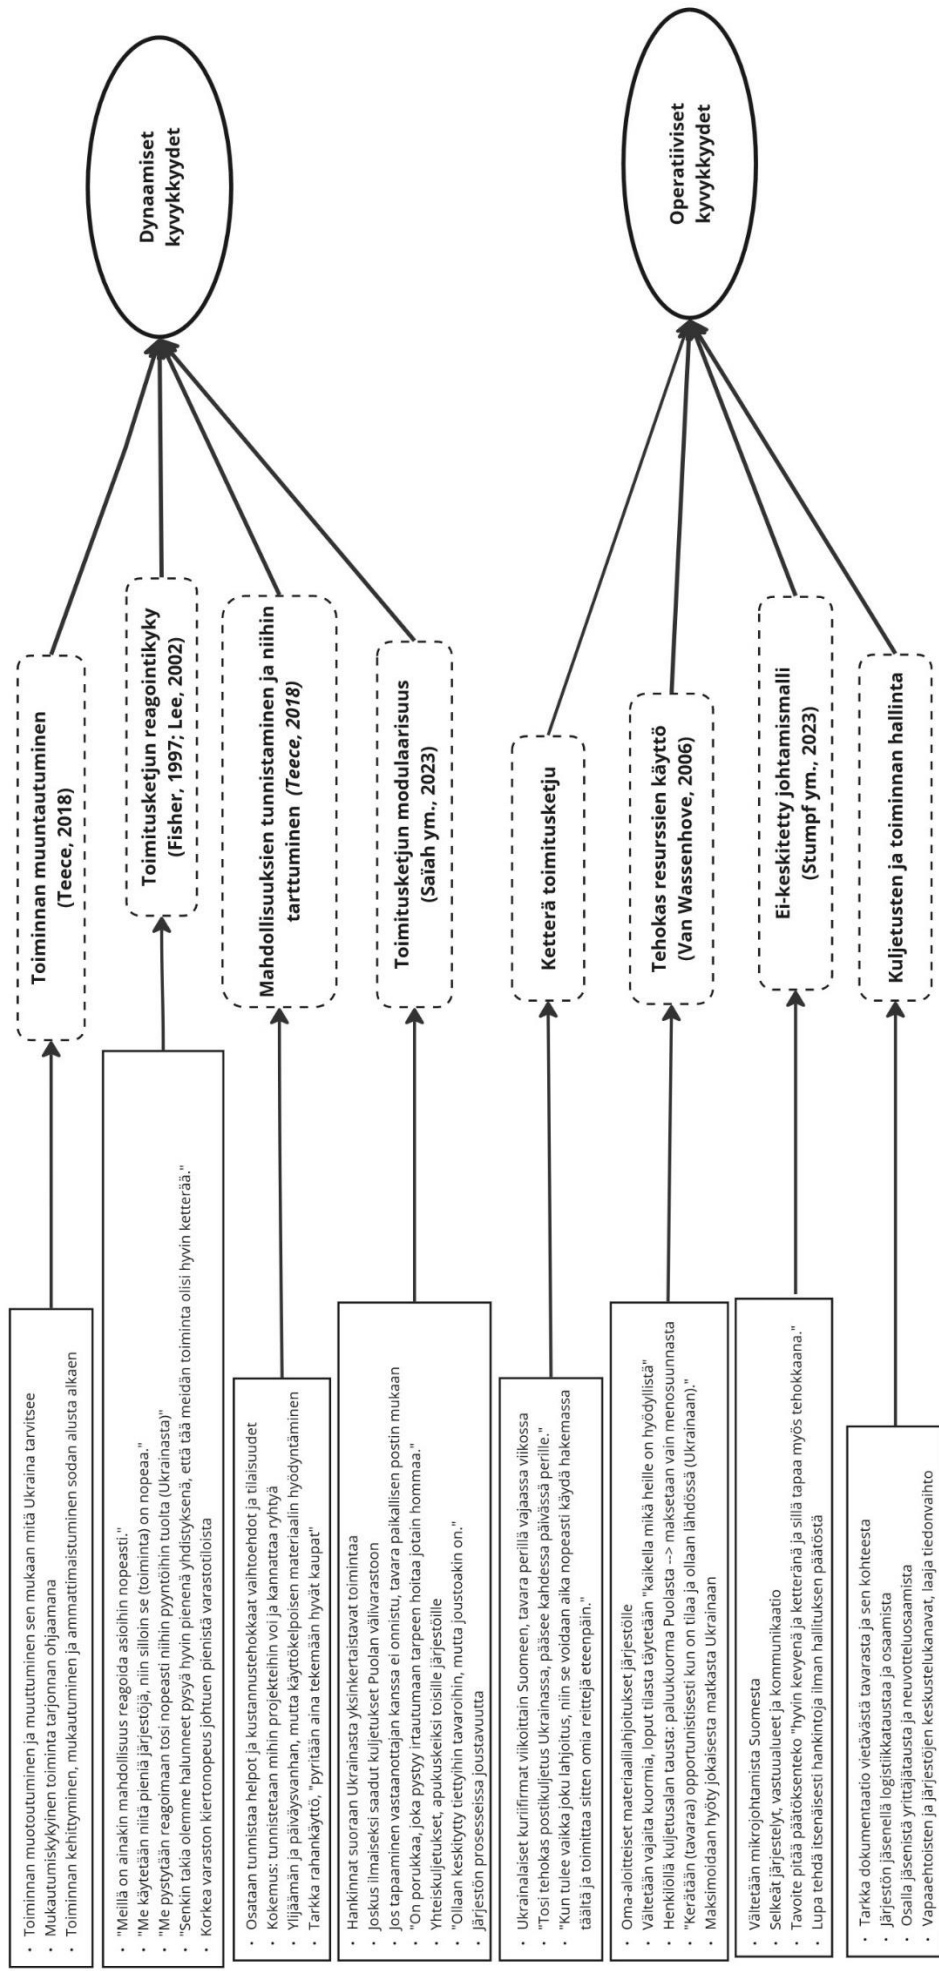 • Toiminnan muotoutuminen ja muuttuminen sen mukaan mitä Ukraina tarvitsee
• Mukautumiskykyinen toiminta tarjonnan ohjaamana
• Toiminnan kehittyminen, mukautuminen ja ammattimaistuminen sodan alusta alkaen
Toiminnan muuntautuminen
(Teece, 2018)
• "Meillä on ainakin mahdollisuus reagoida asioihin nopeasti."
• "Me käytetään niitä pieniä järjestöjä, niin silloin se (toiminta) on nopeaa."
• "Me pystytään reagoimaan tosi nopeasti niihin pyyntöihin tuolta (Ukrainasta)"
• "Senkin takia olemme halunneet pysyä hyvin pienenä yhdistyksenä, että tää meidän toiminta olisi hyvin ketterää."
• Korkea varaston kiertonopeus johtuen pienistä varastotiloista
Toimitusketjun reagointikyky
(Fisher, 1997; Lee, 2002)
• Osataan tunnistaa helpot ja kustannustehokkaat vaihtoehdot ja tilaisuudet
• Kokemus: tunnistetaan mihin projekteihin voi ja kannattaa ryhtyä
• Ylijämän ja päiväysvanhan, mutta käyttökelpoisen materiaalin hyödyntäminen
• Tarkka rahankäyttö, "pyritään aina tekemään hyvät kaupat"
Mahdollisuuksien tunnistaminen ja niihin
tarttuminen (Teece, 2018)
• Hankinnat suoraan Ukrainasta yksinkertaistavat toimintaa
• Joskus ilmaiseksi saadut kuljetukset Puolan välivarastoon
• Jos tapaaminen vastaanottajan kanssa ei onnistu, tavara paikallisen postin mukaan
• "On porukka, joka pystyy irtautumaan tarpeen hoitaa jotain hommaa."
• Yhteiskuljetukset, apukuskeiksi toisille järjestöille
• "Ollaan keskitytty tiettyihin tavaroihin, mutta joustoakin on."
• Järjestön prosesseissa joustavuutta
Toimitusketjun modulaarisuus
(Saïah ym., 2023)
Dynaamiset
kyvykkyydet
• Ukrainalaiset kuriifirmat viikoittain Suomeen, tavara perillä vajaassa viikossa
• "Tosi tehokas postikuljetus Ukrainassa, pääsee kahdessa päivässä perille."
• "Kun tulee vaikka joku lahjoitus, niin se voidaan aika nopeasti käydä hakemassa
täältä ja toimittaa sitten omia reittejä eteenpäin."
Ketterä toimitusketju
• Oma-aloitteiset materiaalilahjoitukset järjestölle
• Vältetään vajaita kuormia, loput tilasta täytetään "kaikella mikä heille on hyödyllistä"
• Henkilöllä kuljetusalan tausta: paluukuorma Puolasta --> maksetaan vain menosuunnasta
• "Kerätään (tavaraa) opportunistisesti kun on tilaa ja ollaan lähdössä (Ukrainaan)."
• Maksimoidaan hyöty jokaisesta matkasta Ukrainaan
Tehokas resurssien käyttö
(Van Wassenhove, 2006)
• Vältetään mikrojohtamista Suomesta
• Selkeät järjestelyt, vastuualueet ja kommunikaatio
• Tavoite pitää päätöksenteko "hyvin kevyenä ja ketteränä ja sillä tapaa myös tehokkaana."
• Lupa tehdä itsenäisesti hankintoja ilman hallituksen päätöstä
Ei-keskitetty johtamismalli
(Stumpf ym., 2023)
• Tarkka dokumentaatio vietävästä tavarasta ja sen kohteesta
• Järjestön jäsenellä logistiikkataustaa ja osaamista
• Osalla jäsenistä yrittäjätausta ja neuvotteluosaamista
• Vapaaehtoisten ja järjestöjen keskustelukanavat, laaja tiedonvaihto
Kuljetusten ja toiminnan hallinta
Operatiiviset
kyvykkyydet